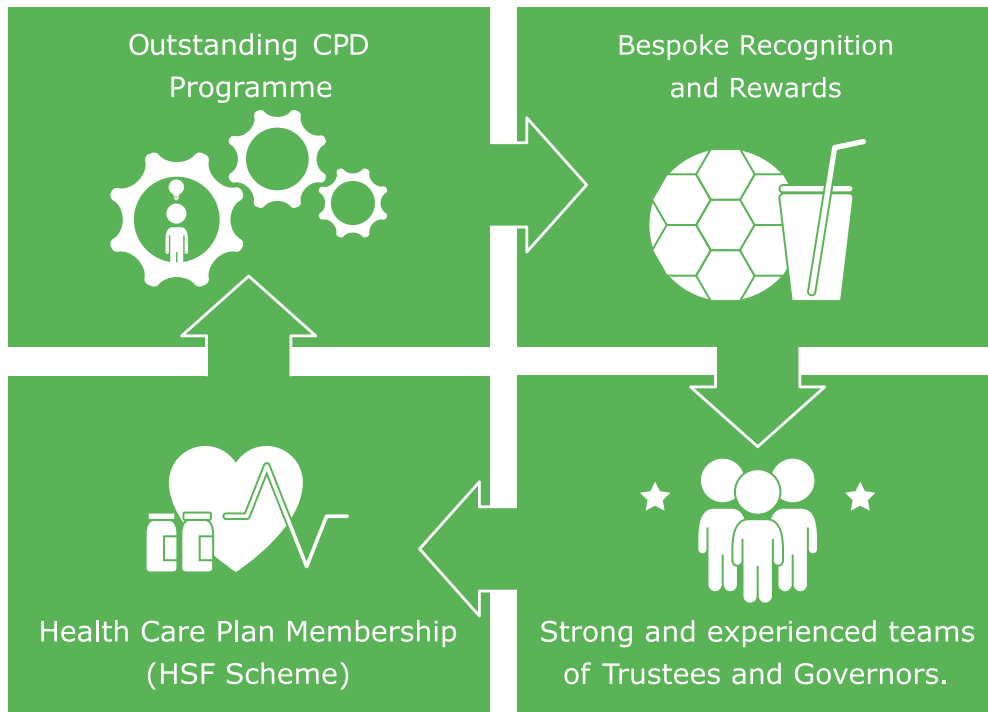 Outstanding CPD
Programme
Bespoke Recognition
and Rewards
Health Care Plan Membership
(HSF Scheme)
Strong and experienced teams
of Trustees and Governors.